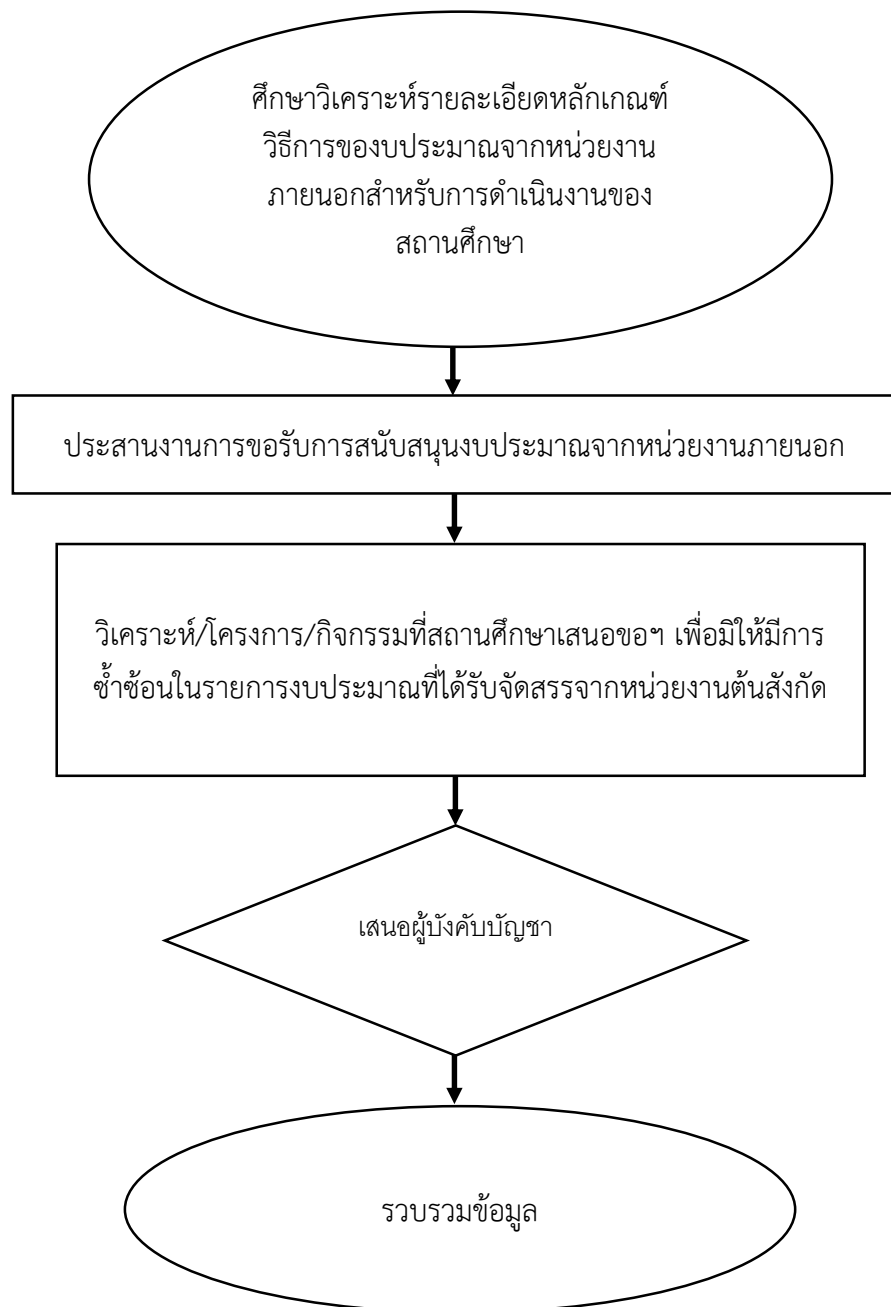 ศึกษาวิเคราะห์รายละเอียดหลักเกณฑ์
วิธีการของบประมาณจากหน่วยงาน
ภายนอกสำหรับการดำเนินงานของ
สถานศึกษา
ประสานงานการขอรับการสนับสนุนงบประมาณจากหน่วยงานภายนอก
วิเคราะห์/โครงการ/กิจกรรมที่สถานศึกษาเสนอขอฯ เพื่อมิให้มีการ
ซ้ำซ้อนในรายการงบประมาณที่ได้รับจัดสรรจากหน่วยงานต้นสังกัด
เสนอผู้บังคับบัญชา
รวบรวมข้อมูล